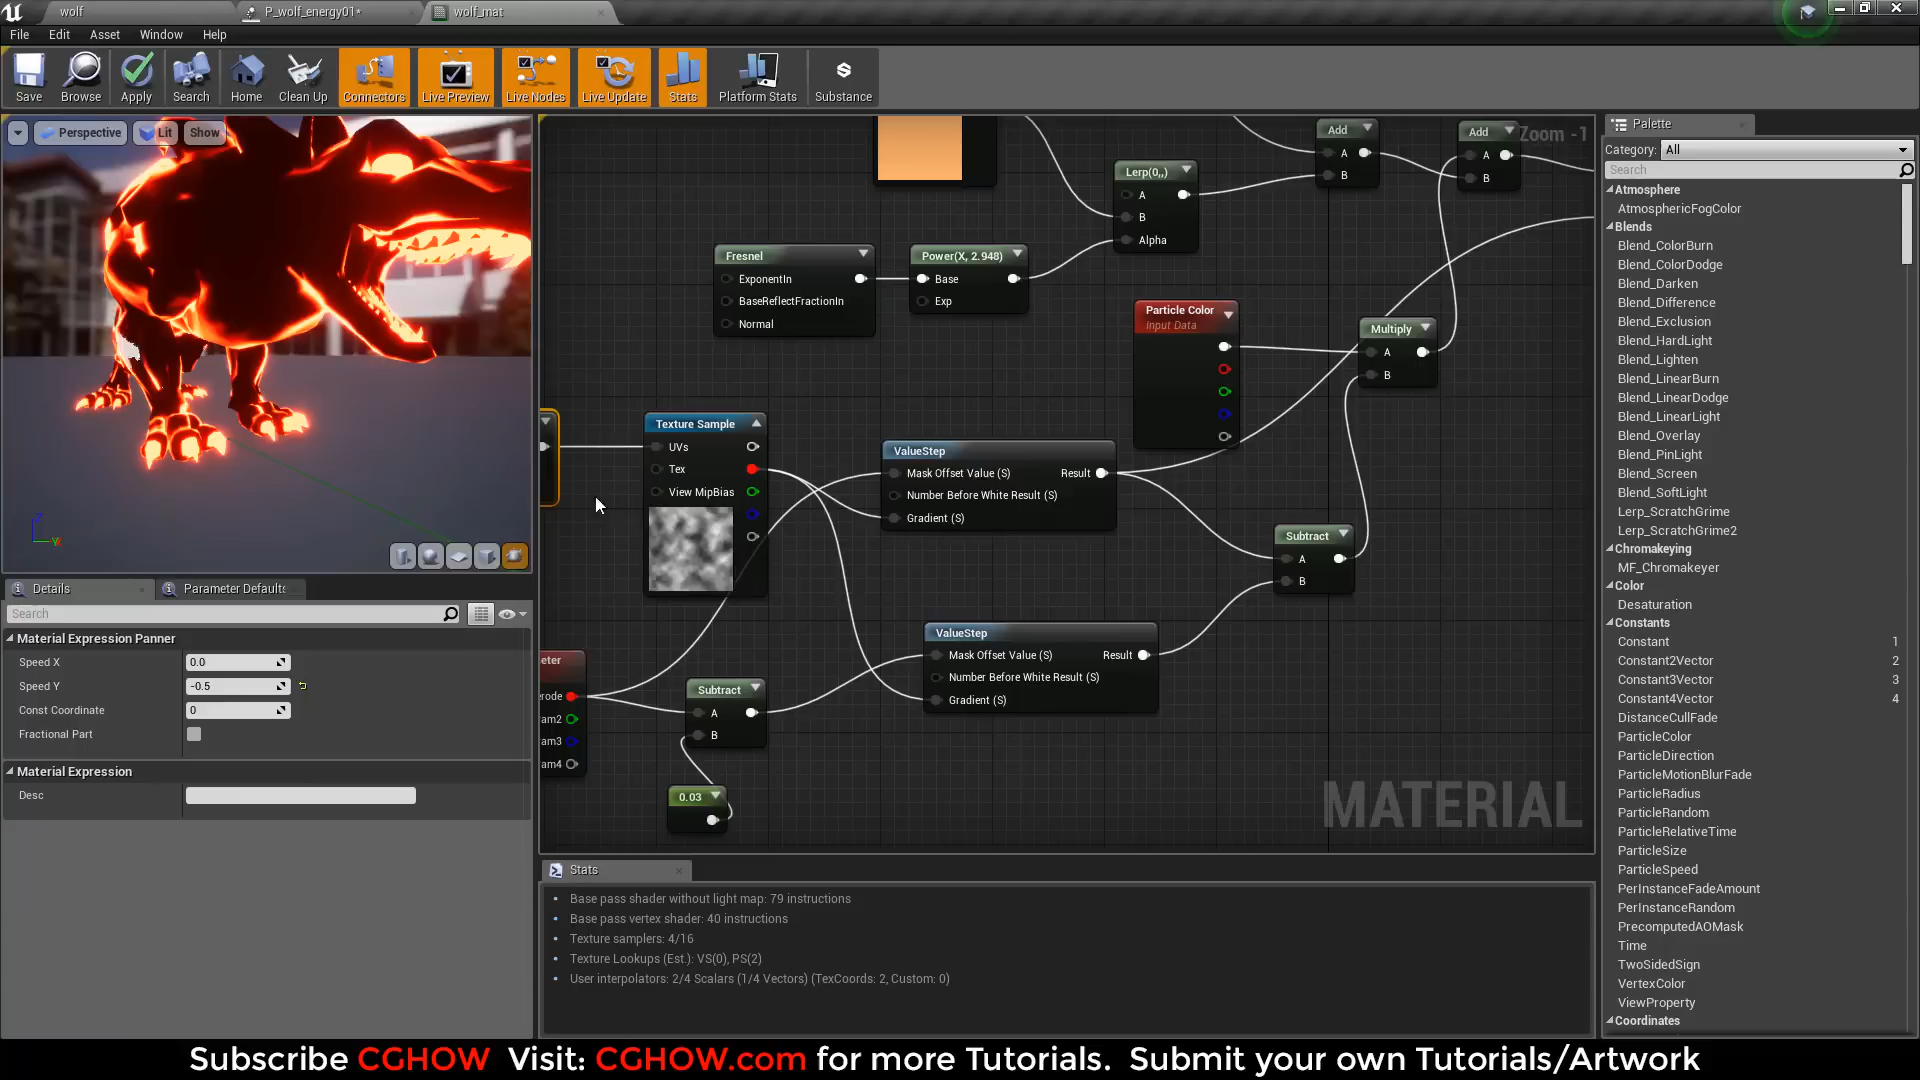 wolf
P_wolf_energy01*
wolf_mat
File Edit Asset Window Help
Save Browse Apply Search Home Clean Up Connectors Live Preview Live Nodes Live Update Stats Platform Stats Substance
Perspective Lit Show
Zoom -1
Add
A
B
Add
A
B
Lerp(0,,)
A
B
Alpha
Fresnel
ExponentIn
BaseReflectFractionIn
Normal
Power(X, 2.948)
Base
Exp
Particle Color
Input Data
Multiply
A
B
Texture Sample
UVs
Tex
View MipBias
ValueStep
Mask Offset Value (S) Result
Number Before White Result (S)
Gradient (S)
Subtract
A
B
ValueStep
Mask Offset Value (S) Result
Number Before White Result (S)
Gradient (S)
eter
rode
am2
am3
am4
Subtract
A
B
0.03
MATERIAL
Details
Parameter Defaults
Search
Material Expression Panner
Speed X 0.0
Speed Y -0.5
Const Coordinate 0
Fractional Part
Material Expression
Desc
Stats
Base pass shader without light map: 79 instructions
Base pass vertex shader: 40 instructions
Texture samplers: 4/16
Texture Lookups (Est.): VS(0), PS(2)
User interpolators: 2/4 Scalars (1/4 Vectors) (TexCoords: 2, Custom: 0)
Palette
Category: All
Search
Atmosphere
AtmosphericFogColor
Blends
Blend_ColorBurn
Blend_ColorDodge
Blend_Darken
Blend_Difference
Blend_Exclusion
Blend_HardLight
Blend_Lighten
Blend_LinearBurn
Blend_LinearDodge
Blend_LinearLight
Blend_Overlay
Blend_PinLight
Blend_Screen
Blend_SoftLight
Lerp_ScratchGrime
Lerp_ScratchGrime2
Chromakeying
MF_Chromakeyer
Color
Desaturation
Constants
Constant 1
Constant2Vector 2
Constant3Vector 3
Constant4Vector 4
DistanceCullFade
ParticleColor
ParticleDirection
ParticleMotionBlurFade
ParticleRadius
ParticleRandom
ParticleRelativeTime
ParticleSize
ParticleSpeed
PerInstanceFadeAmount
PerInstanceRandom
PrecomputedAOMask
Time
TwoSidedSign
VertexColor
ViewProperty
Coordinates
Subscribe CGHOW Visit: CGHOW.com for more Tutorials. Submit your own Tutorials/Artwork